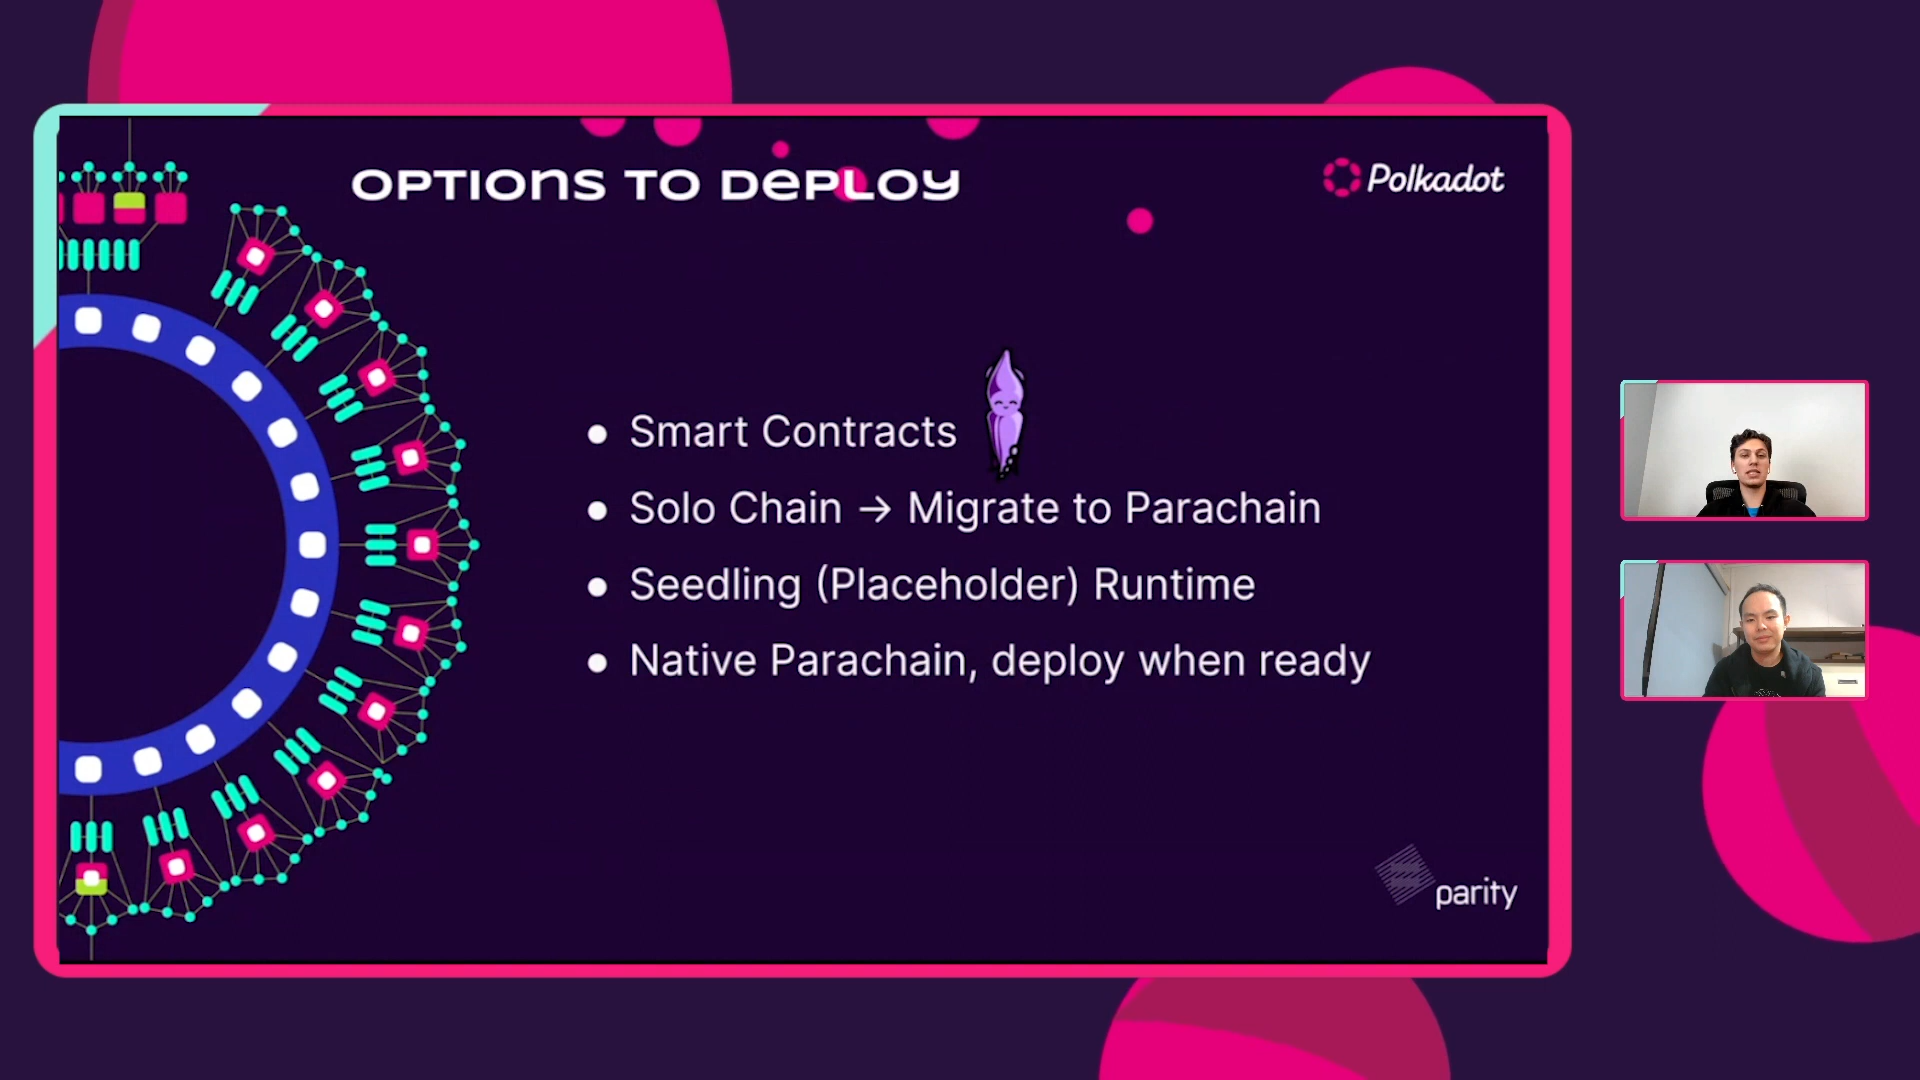 OPTIONS TO DEPLOY
Polkadot
• Smart Contracts
• Solo Chain → Migrate to Parachain
• Seedling (Placeholder) Runtime
• Native Parachain, deploy when ready
parity